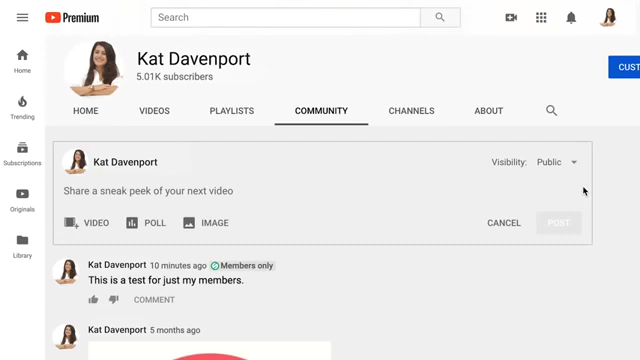 Premium
Search
Kat Davenport
5.01K subscribers
CUST
HOME VIDEOS PLAYLISTS COMMUNITY CHANNELS ABOUT
Home
Trending
Subscriptions
Originals
Library
Kat Davenport
Visibility: Public
Share a sneak peek of your next video
VIDEO POLL IMAGE CANCEL POST
Kat Davenport 10 minutes ago Members only
This is a test for just my members.
COMMENT
Kat Davenport 5 months ago